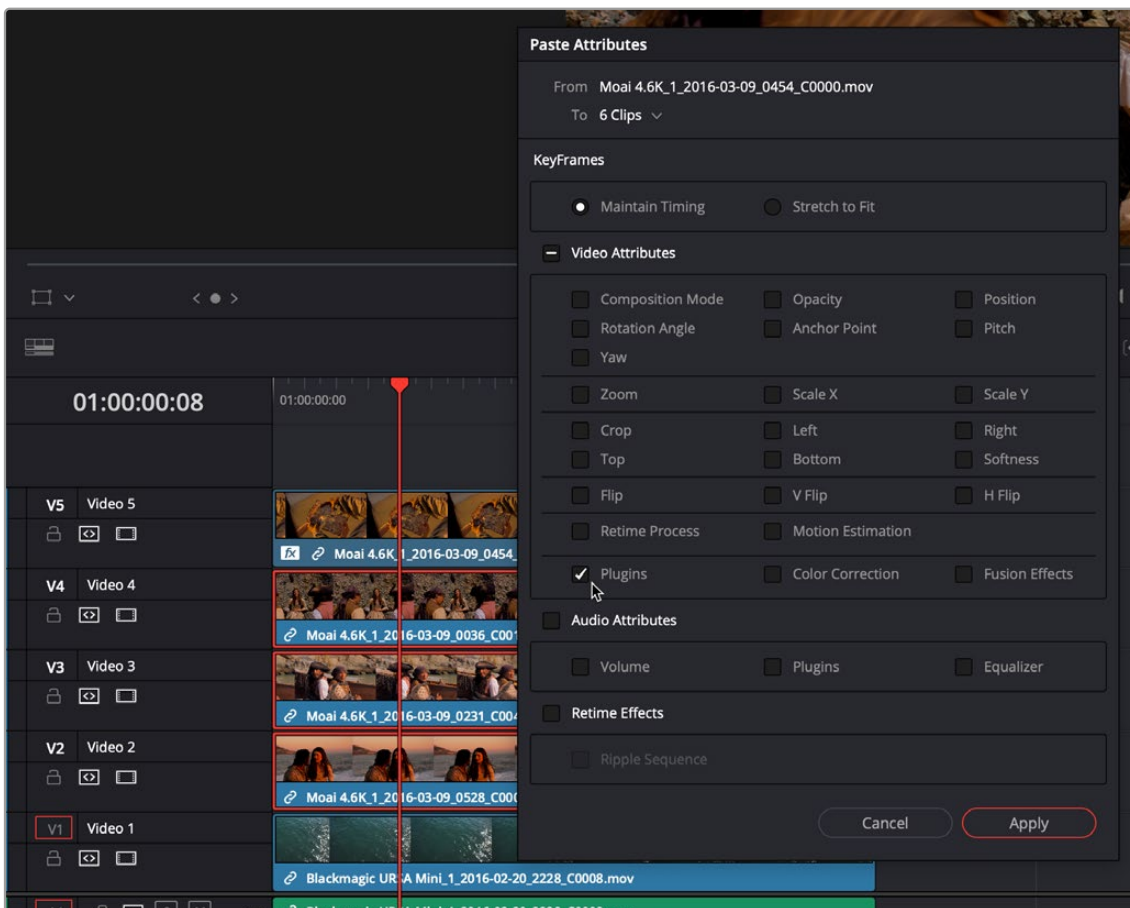 Paste Attributes
From Moai 4.6K_1_2016-03-09_0454_C0000.mov
To 6 Clips
KeyFrames
Maintain Timing Stretch to Fit
Video Attributes
Composition Mode Opacity Position
Rotation Angle Anchor Point Pitch
Yaw
Zoom Scale X Scale Y
Crop Left Right
Top Bottom Softness
Flip V Flip H Flip
Retime Process Motion Estimation
Plugins Color Correction Fusion Effects
Audio Attributes
Volume Plugins Equalizer
Retime Effects
Ripple Sequence
Cancel Apply
01:00:00:08
01:00:00:00
V5 Video 5
fx Moai 4.6K_1_2016-03-09_0454_
V4 Video 4
Moai 4.6K_1_2016-03-09_0036_C001
V3 Video 3
Moai 4.6K_1_2016-03-09_0231_C004
V2 Video 2
Moai 4.6K_1_2016-03-09_0528_C000
V1 Video 1
Blackmagic URSA Mini_1_2016-02-20_2228_C0008.mov